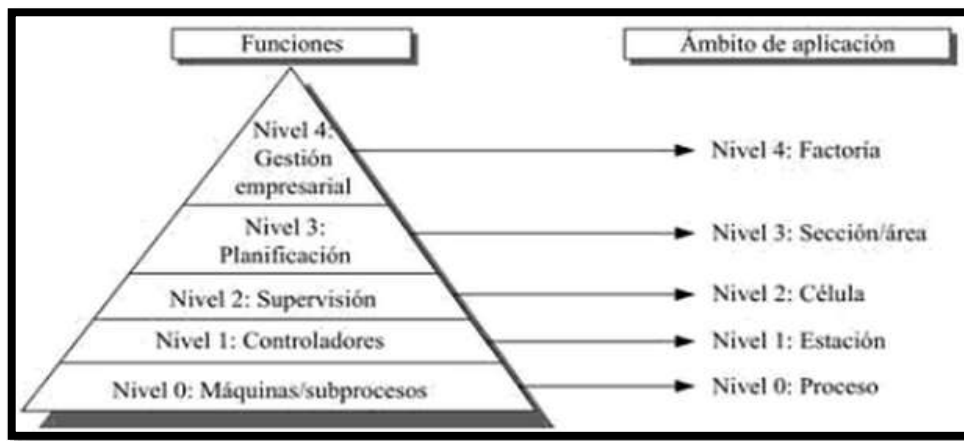 Funciones
Ámbito de aplicación
Nivel 4:
Gestión
empresarial
Nivel 4: Factoría
Nivel 3:
Planificación
Nivel 3: Sección/área
Nivel 2: Supervisión
Nivel 2: Célula
Nivel 1: Controladores
Nivel 1: Estación
Nivel 0: Máquinas/subprocesos
Nivel 0: Proceso